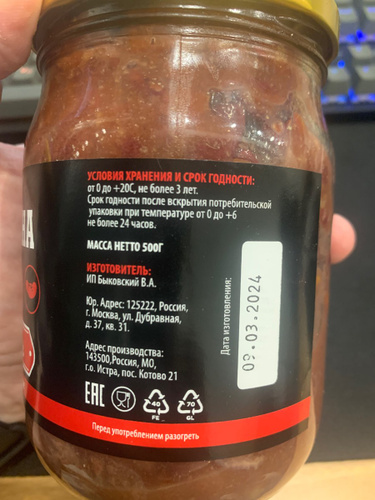 УСЛОВИЯ ХРАНЕНИЯ И СРОК ГОДНОСТИ:
от 0 до +20С, не более 3 лет.
Срок годности после вскрытия потребительской
упаковки при температуре от 0 до +6
не более 24 часов.
МАССА НЕТТО 500Г
ИЗГОТОВИТЕЛЬ:
ИП Быковский В.А.
Юр. Адрес: 125222, Россия,
г. Москва, ул. Дубравная,
д. 37, кв. 31.
Адрес производства:
143500,Россия, МО,
г.о. Истра, пос. Котово 21
Дата изготовления:
09.03.2024
ЕАС
40
FE
70
GL
Перед употреблением разогреть